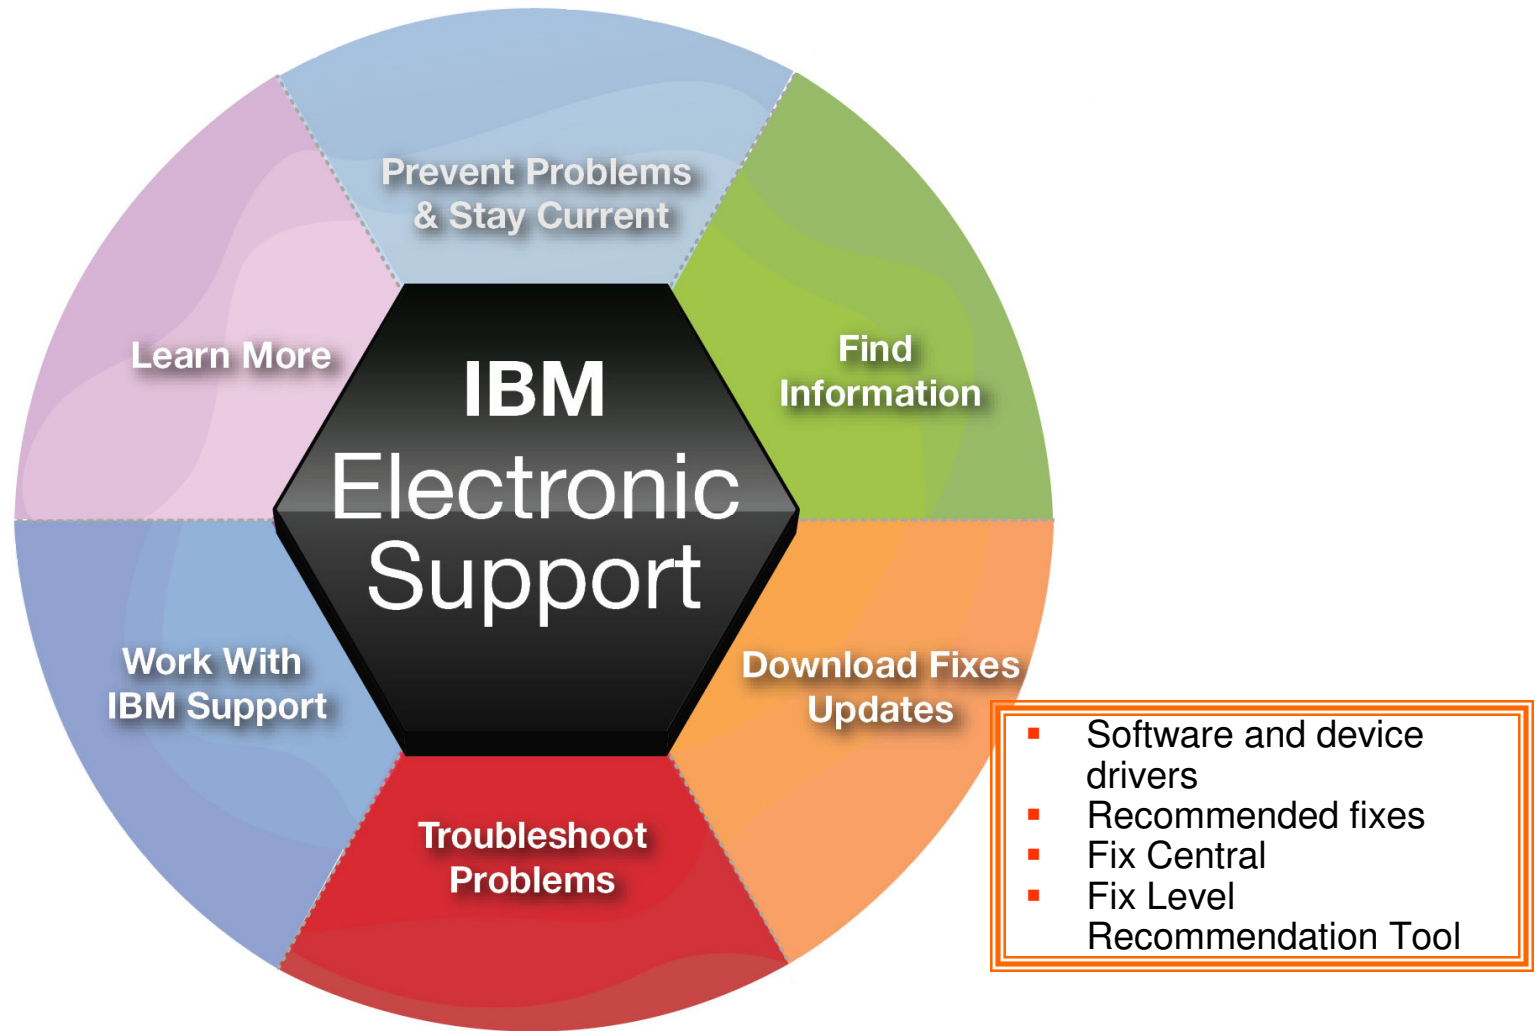 Prevent Problems
& Stay Current
Learn More
Find
Information
IBM
Electronic
Support
Work With
IBM Support
Download Fixes
Updates
Troubleshoot
Problems
▪ Software and device
drivers
▪ Recommended fixes
▪ Fix Central
▪ Fix Level
Recommendation Tool